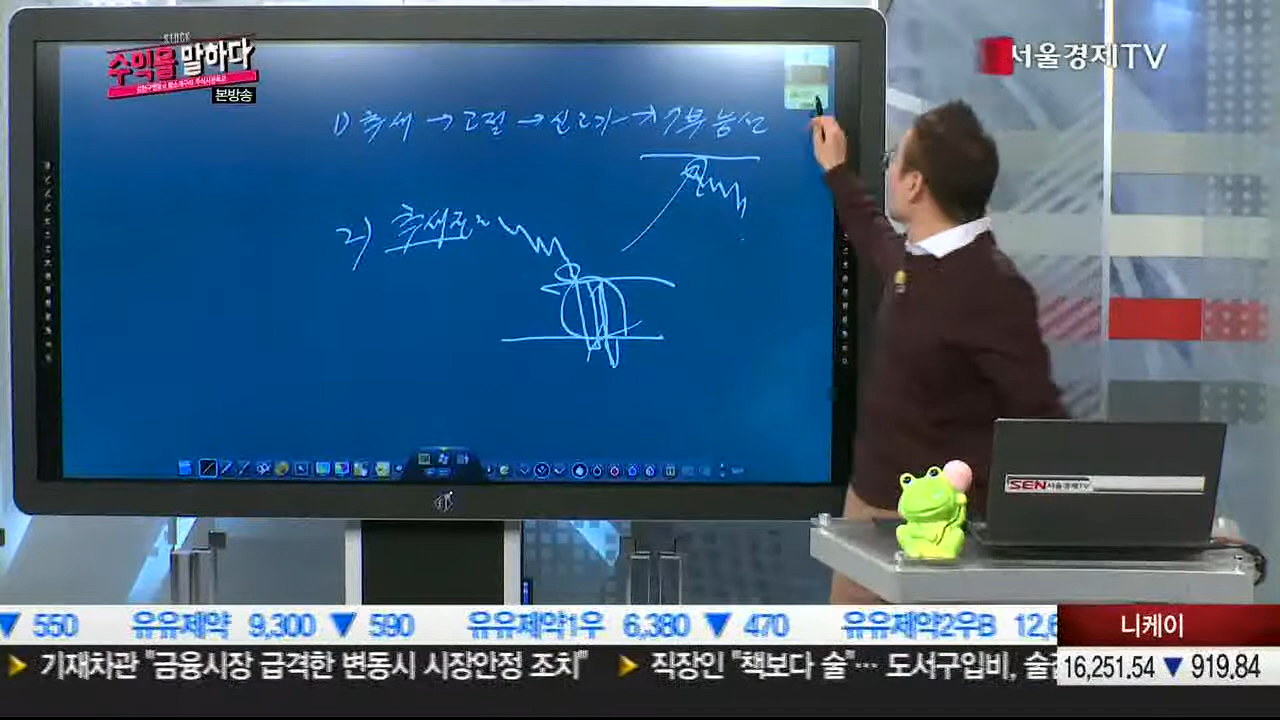 STOCK
수익을 말하다
본방송
서울경제TV
1) 추세 → 고점 → 신고가 →
2) 추세전
SEN 서울경제TV
▼ 550 유유제약 9,300 ▼ 590 유유제약1우 6,380 ▼ 470 유유제약2우B 12,6
니케이
기재차관 "금융시장 급격한 변동시 시장안정 조치" 직장인 "책보다 술"… 도서구입비, 술
16,251.54 ▼ 919.84